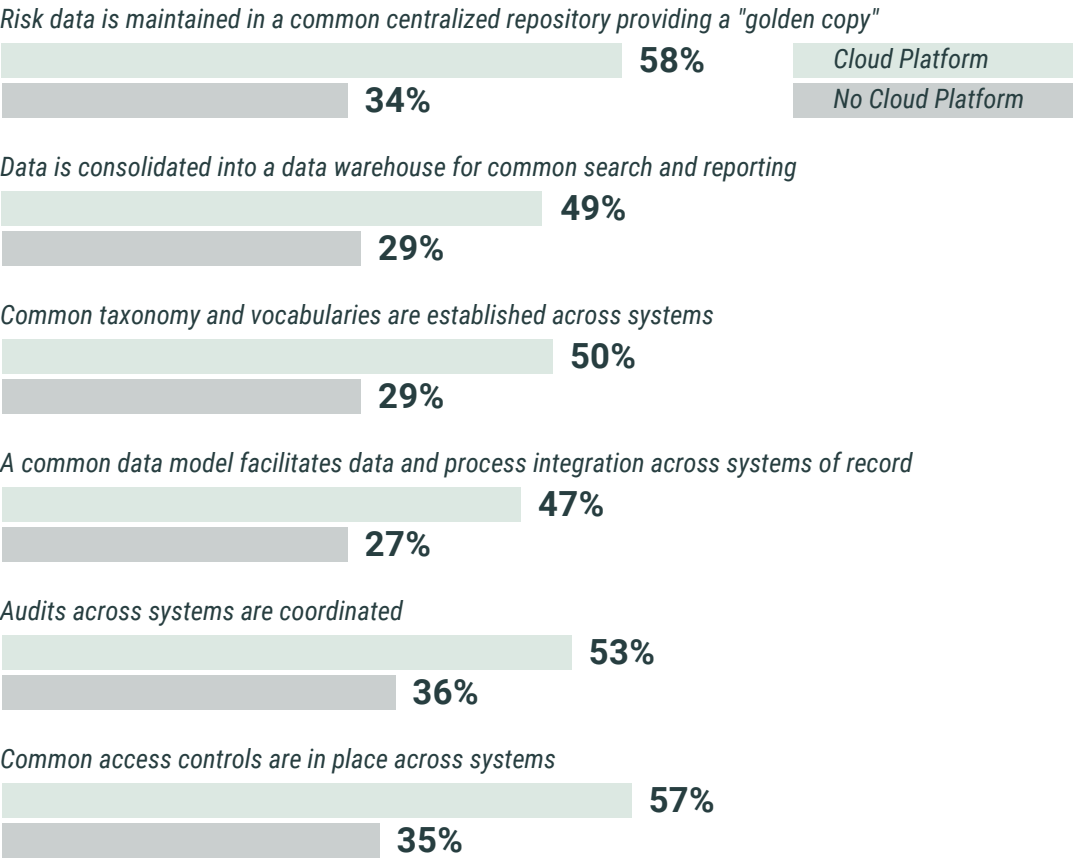 Risk data is maintained in a common centralized repository providing a "golden copy"
58%
Cloud Platform
34%
No Cloud Platform
Data is consolidated into a data warehouse for common search and reporting
49%
29%
Common taxonomy and vocabularies are established across systems
50%
29%
A common data model facilitates data and process integration across systems of record
47%
27%
Audits across systems are coordinated
53%
36%
Common access controls are in place across systems
57%
35%